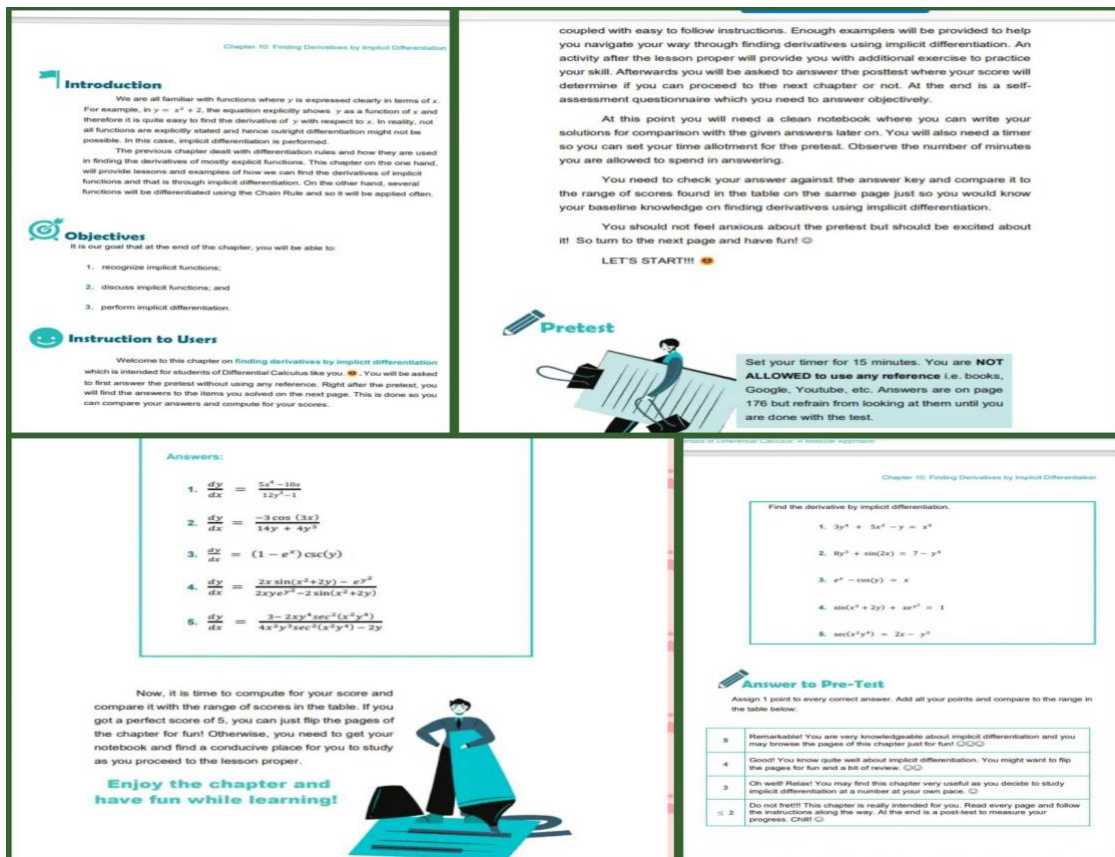 Chapter 10: Finding Derivatives by Implicit Differentiation
Introduction
We are all familiar with functions where y is expressed clearly in terms of x.
For example, in y = x² + 2, the equation explicitly shows y as a function of x and
therefore it is quite easy to find the derivative of y with respect to x. In reality, not
all functions are explicitly stated and hence outright differentiation might not be
possible. In this case, implicit differentiation is performed.
The previous chapter dealt with differentiation rules and how they are used
in finding the derivatives of mostly explicit functions. This chapter on the one hand,
will provide lessons and examples of how we can find the derivatives of implicit
functions and that is through implicit differentiation. On the other hand, several
functions will be differentiated using the Chain Rule and so it will be applied often.
Objectives
It is our goal that at the end of the chapter, you will be able to:
1. recognize implicit functions;
2. discuss implicit functions; and
3. perform implicit differentiation.
Instruction to Users
Welcome to this chapter on finding derivatives by implicit differentiation
which is intended for students of Differential Calculus like you. 😍. You will be asked
to first answer the pretest without using any reference. Right after the pretest, you
will find the answers to the items you solved on the next page. This is done so you
can compare your answers and compute for your scores.
coupled with easy to follow instructions. Enough examples will be provided to help
you navigate your way through finding derivatives using implicit differentiation. An
activity after the lesson proper will provide you with additional exercise to practice
your skill. Afterwards you will be asked to answer the posttest where your score will
determine if you can proceed to the next chapter or not. At the end is a self-
assessment questionnaire which you need to answer objectively.
At this point you will need a clean notebook where you can write your
solutions for comparison with the given answers later on. You will also need a timer
so you can set your time allotment for the pretest. Observe the number of minutes
you are allowed to spend in answering.
You need to check your answer against the answer key and compare it to
the range of scores found in the table on the same page just so you would know
your baseline knowledge on finding derivatives using implicit differentiation.
You should not feel anxious about the pretest but should be excited about
it! So turn to the next page and have fun! ☺
LET'S START!!! 😍
Pretest
Set your timer for 15 minutes. You are NOT
ALLOWED to use any reference i.e. books,
Google, Youtube, etc. Answers are on page
176 but refrain from looking at them until you
are done with the test.
Answers:
1. dy/dx = (5x⁴ −10x)/(12y³−1)
2. dy/dx = (−3 cos (3x))/(14y + 4y³)
3. dy/dx = (1 − eˣ) csc(y)
4. dy/dx = (2x sin(x²+2y) − e^(y²))/(2xye^(y²)−2 sin(x²+2y))
5. dy/dx = (3− 2xy⁴sec²(x²y⁴))/(4x²y³sec²(x²y⁴) − 2y)
Now, it is time to compute for your score and
compare it with the range of scores in the table. If you
got a perfect score of 5, you can just flip the pages of
the chapter for fun! Otherwise, you need to get your
notebook and find a conducive place for you to study
as you proceed to the lesson proper.
Enjoy the chapter and
have fun while learning!
of Differential Calculus: A Modular Approach
Chapter 10: Finding Derivatives by Implicit Differentiation
Find the derivative by implicit differentiation.
1. 3y⁴ + 5x² − y = x⁵
2. + sin(2x) = 7 − y⁴
3. eˣ − cos(y) = x
4. + 2y) + = 1
5. = 2x − y²
Answer to Pre-Test
Assign 1 point to every correct answer. Add all your points and compare to the range in
the table below:
5 Remarkable! You are very knowledgeable about implicit differentiation and you
may browse the pages of this chapter just for fun! ☺☺☺
4 Good! You know quite well about implicit differentiation. You might want to flip
the pages for fun and a bit of review. ☺☺
3 Oh well! Relax! You may find this chapter very useful as you decide to study
implicit differentiation at a number at your own pace. ☺
≤ 2 Do not fret!!! This chapter is really intended for you. Read every page and follow
the instructions along the way. At the end is a post-test to measure your
progress. Chill! ☺